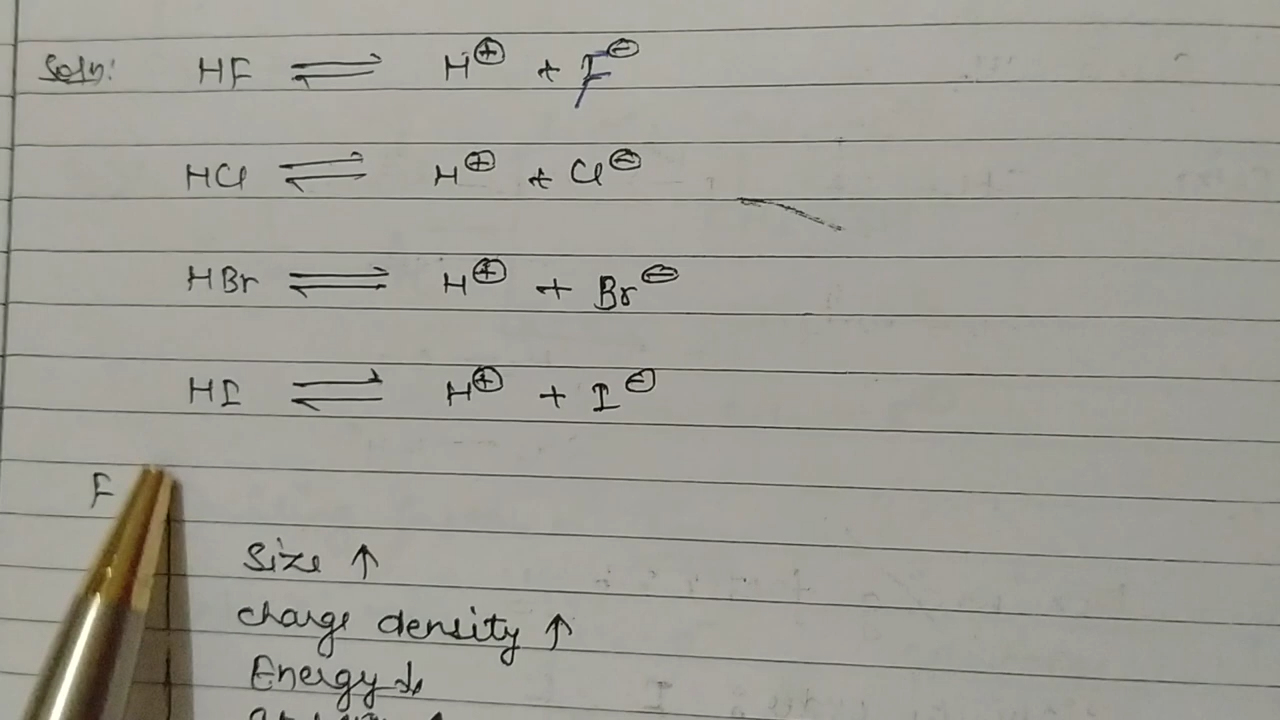 Soln: HF ⇌ H⊕ + F⊖
HCl ⇌ H⊕ + Cl⊖
HBr ⇌ H⊕ + Br⊖
HI ⇌ H⊕ + I⊖
F
Size ↑
charge density ↑
Energy ↓